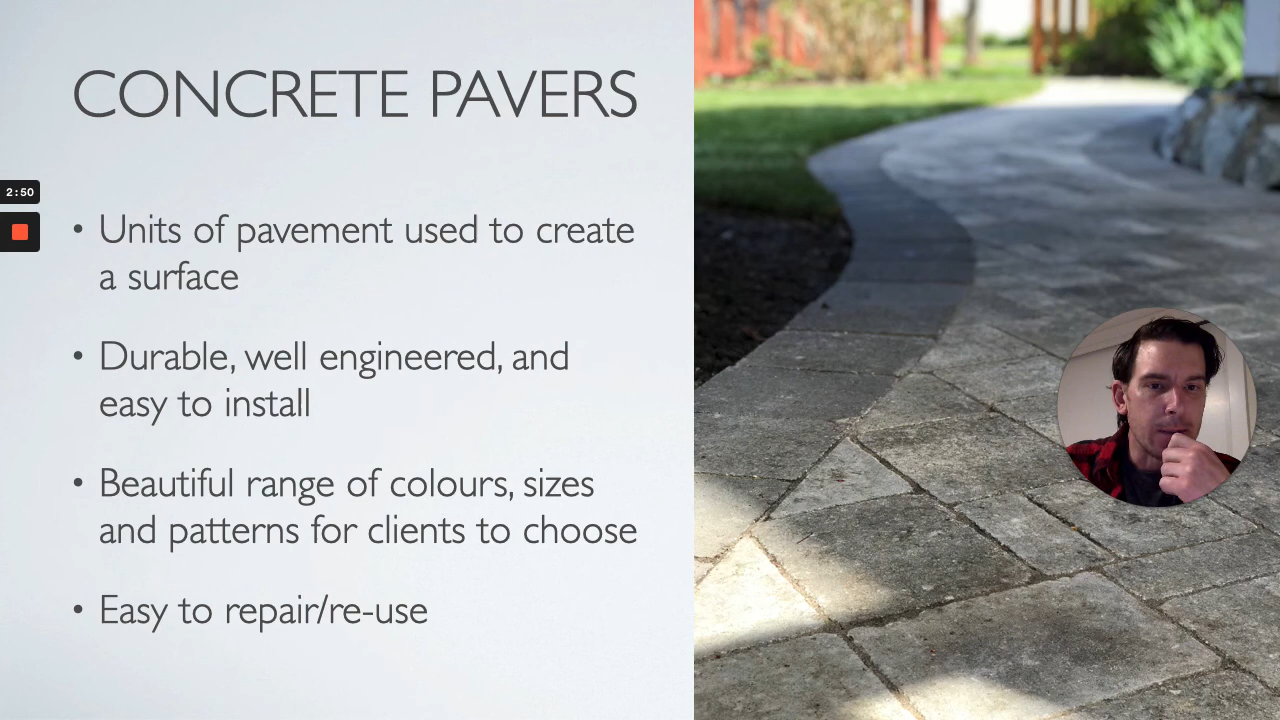 CONCRETE PAVERS
2:50
• Units of pavement used to create
a surface
• Durable, well engineered, and
easy to install
• Beautiful range of colours, sizes
and patterns for clients to choose
• Easy to repair/re-use